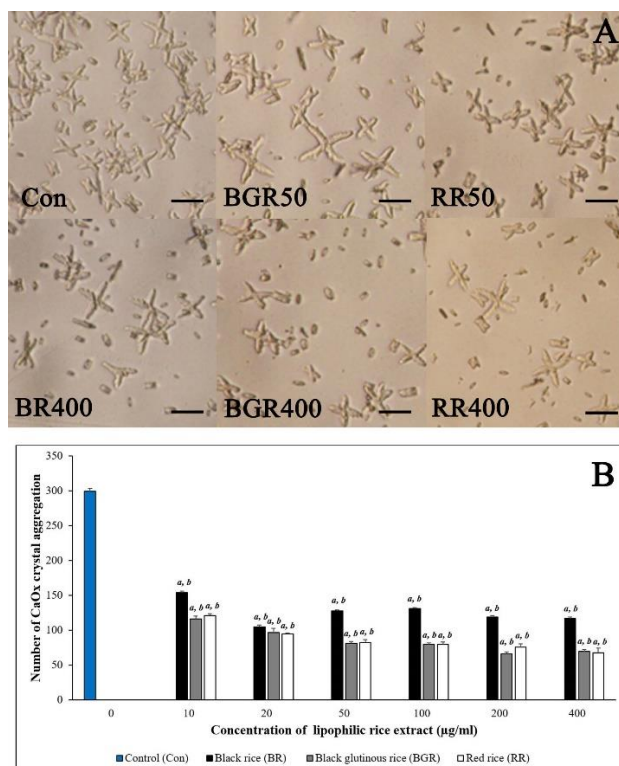 A
Con
BGR50
RR50
BR400
BGR400
RR400
B
350
300
250
200
150
100
50
0
Number of CaOx crystal aggregation
a, b
a, b a, b
a, b
a, b a, b
a, b
a, b a, b
a, b
a, b a, b
a, b
a, b a, b
a, b
a, b a, b
0 10 20 50 100 200 400
Concentration of lipophilic rice extract (µg/ml)
Control (Con) Black rice (BR) Black glutinous rice (BGR) Red rice (RR)